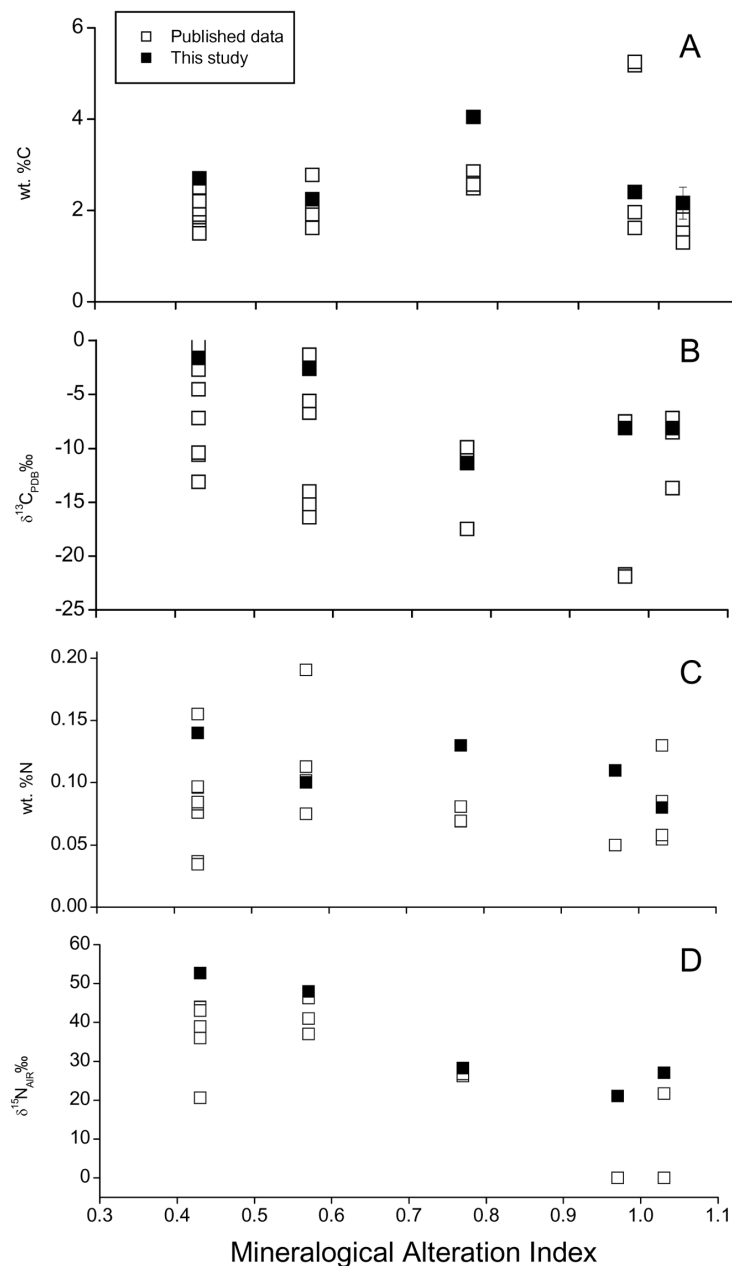 A
Published data
This study
6
4
2
0
wt. %C
B
0
-5
-10
-15
-20
-25
δ¹³C_PDB‰
C
0.20
0.15
0.10
0.05
0.00
wt. %N
D
60
50
40
30
20
10
0
δ¹⁵N_AIR‰
0.3 0.4 0.5 0.6 0.7 0.8 0.9 1.0 1.1
Mineralogical Alteration Index